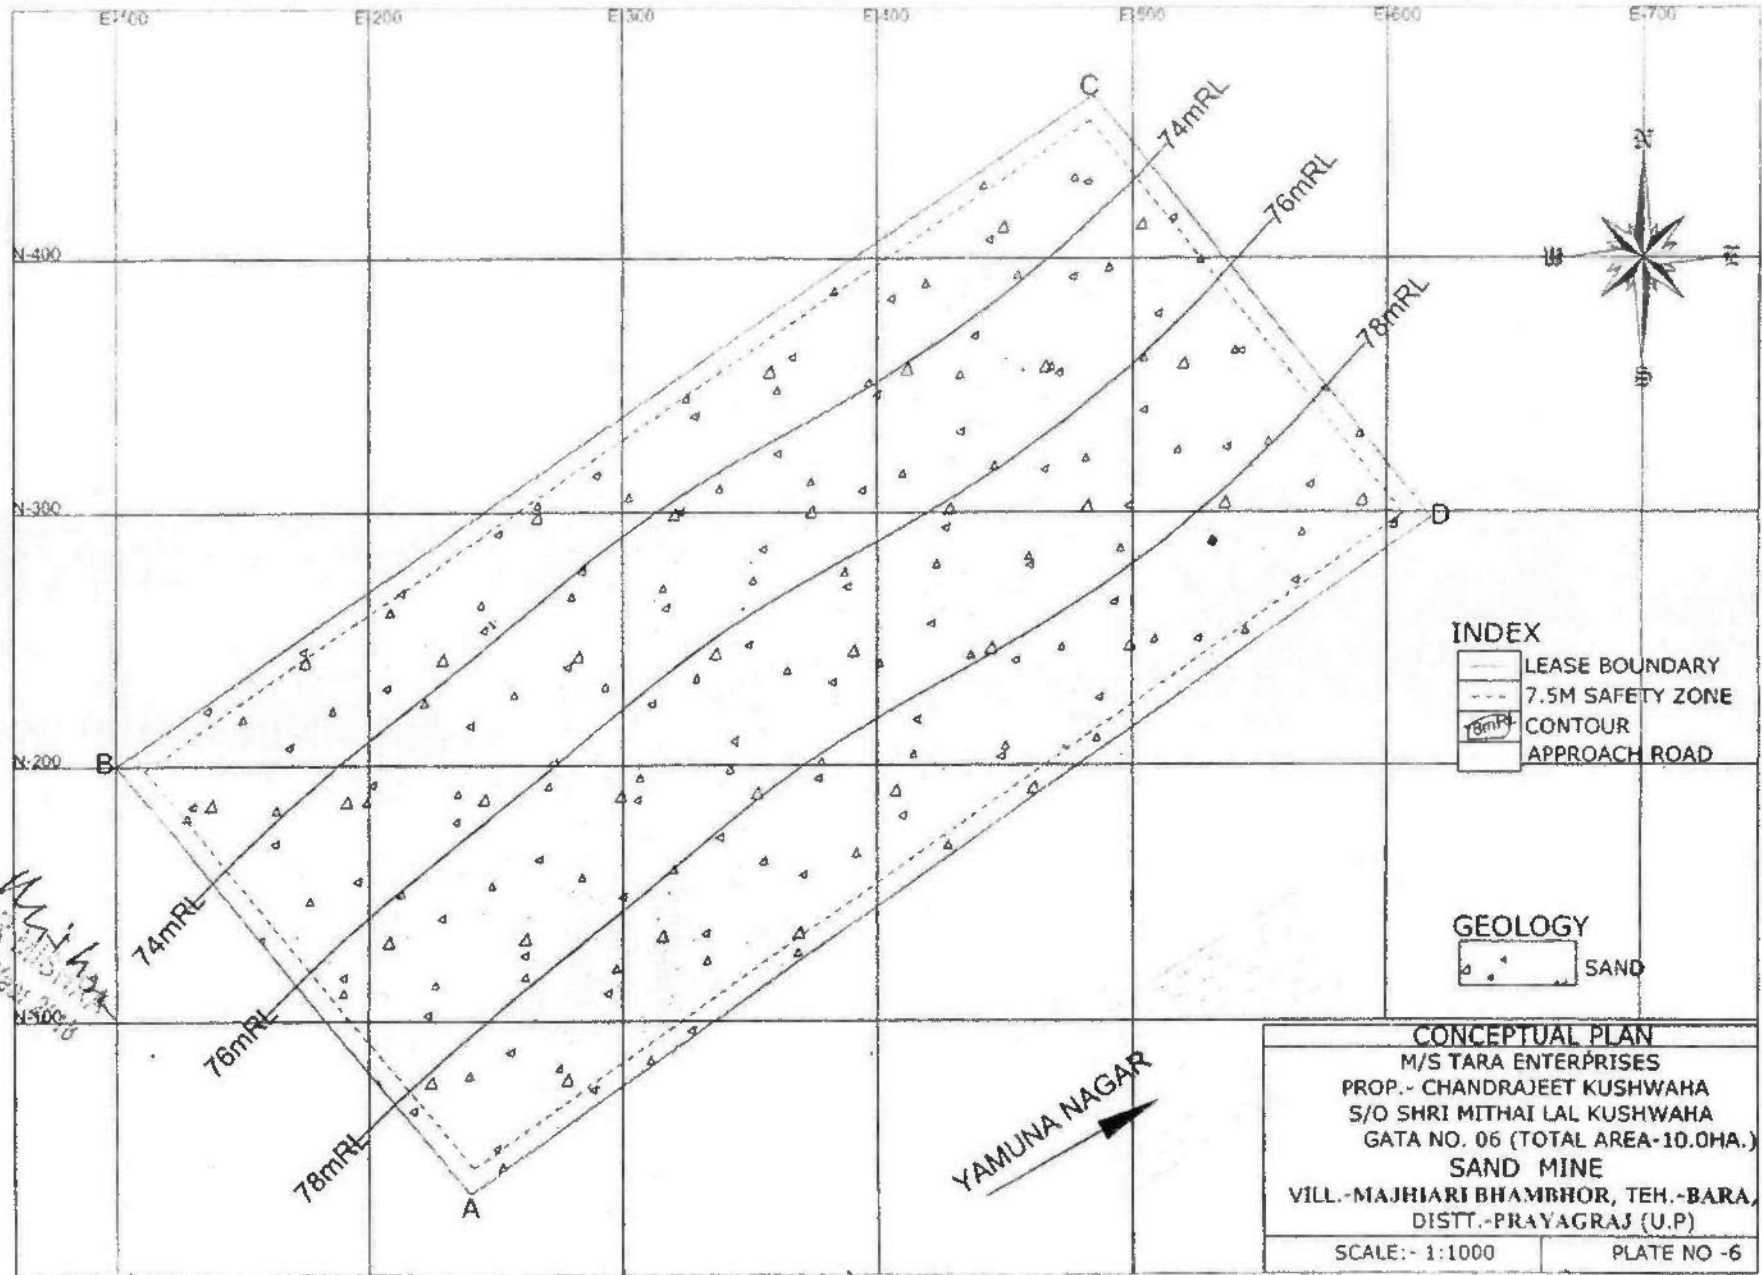 E-100 E-200 E-300 E-400 E-500 E-600 E-700
C
74mRL
76mRL
N
W E
S
N-400
78mRL
N-300
D
INDEX
LEASE BOUNDARY
7.5M SAFETY ZONE
78mRL CONTOUR
APPROACH ROAD
N-200
B
74mRL
GEOLOGY
SAND
N-100
76mRL
78mRL
A
YAMUNA NAGAR
CONCEPTUAL PLAN
M/S TARA ENTERPRISES
PROP.- CHANDRAJEET KUSHWAHA
S/O SHRI MITHAI LAL KUSHWAHA
GATA NO. 06 (TOTAL AREA-10.0HA.)
SAND MINE
VILL.-MAJHIARI BHAMBHOR, TEH.-BARA,
DISTT.-PRAYAGRAJ (U.P)
SCALE:- 1:1000 PLATE NO -6